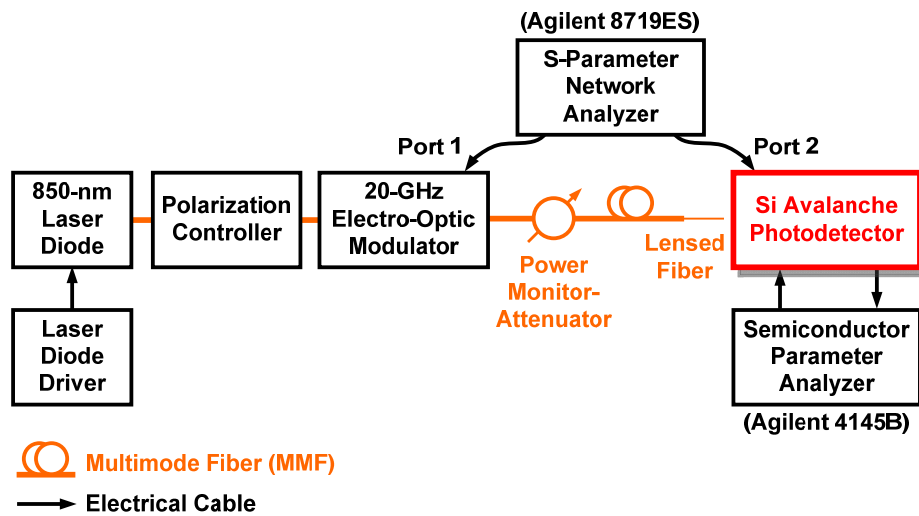 (Agilent 8719ES)
S-Parameter
Network
Analyzer
Port 1
Port 2
850-nm
Laser
Diode
Polarization
Controller
20-GHz
Electro-Optic
Modulator
Si Avalanche
Photodetector
Power
Monitor-
Attenuator
Lensed
Fiber
Laser
Diode
Driver
Semiconductor
Parameter
Analyzer
(Agilent 4145B)
Multimode Fiber (MMF)
Electrical Cable